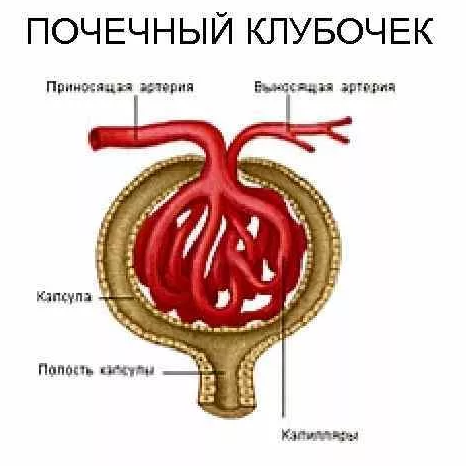 ПОЧЕЧНЫЙ КЛУБОЧЕК
Приносящая артерия
Выносящая артерия
Капсула
Полость капсулы
Капилляры